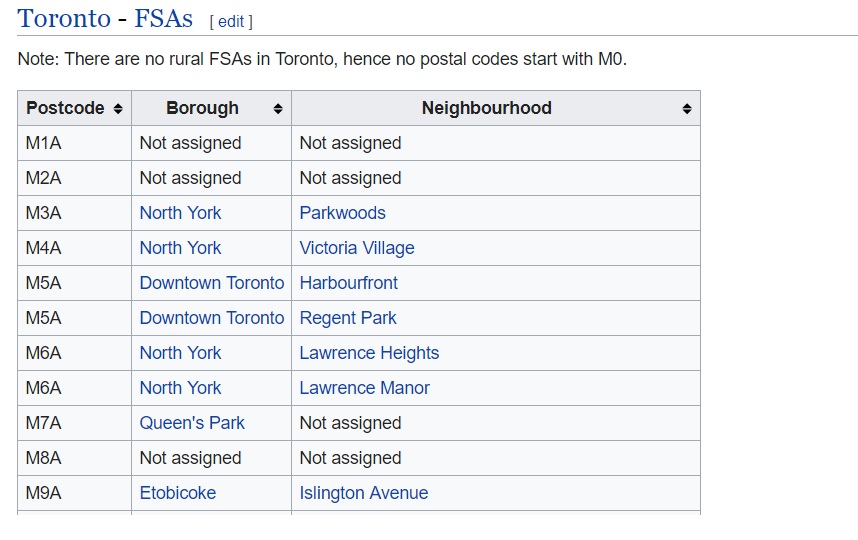 Toronto - FSAs [ edit ]
Note: There are no rural FSAs in Toronto, hence no postal codes start with M0.
Postcode Borough Neighbourhood
M1A Not assigned Not assigned
M2A Not assigned Not assigned
M3A North York Parkwoods
M4A North York Victoria Village
M5A Downtown Toronto Harbourfront
M5A Downtown Toronto Regent Park
M6A North York Lawrence Heights
M6A North York Lawrence Manor
M7A Queen's Park Not assigned
M8A Not assigned Not assigned
M9A Etobicoke Islington Avenue